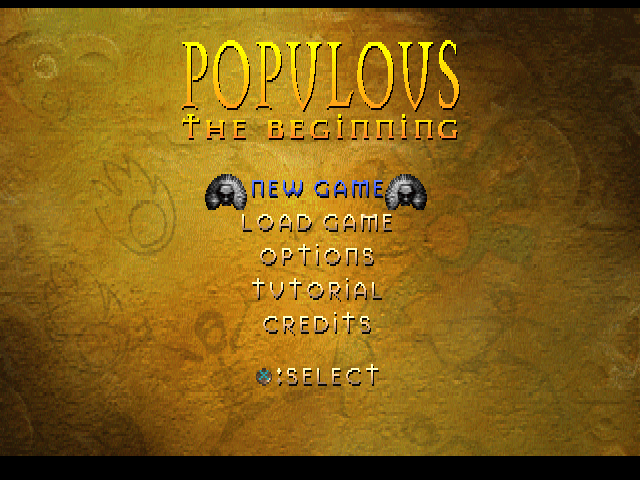 POPULOUS
THE BEGINNING
NEW GAME
LOAD GAME
OPTIONS
TUTORIAL
CREDITS
:SELECT